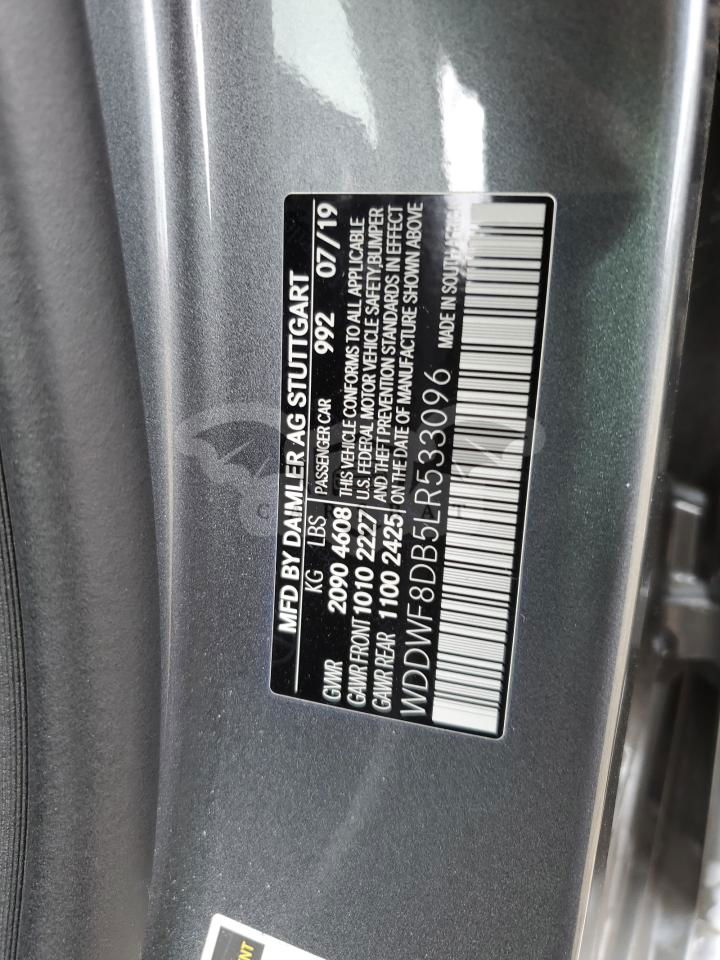 MFD BY DAIMLER AG STUTTGART
KG LBS PASSENGER CAR 992 07/19
GVWR 2090 4608 THIS VEHICLE CONFORMS TO ALL APPLICABLE
GAWR FRONT 1010 2227 U.S. FEDERAL MOTOR VEHICLE SAFETY,BUMPER
GAWR REAR 1100 2425 AND THEFT PREVENTION STANDARDS IN EFFECT
ON THE DATE OF MANUFACTURE SHOWN ABOVE
WDDWF8DB5LR533096 MADE IN SOUTH AFRICA